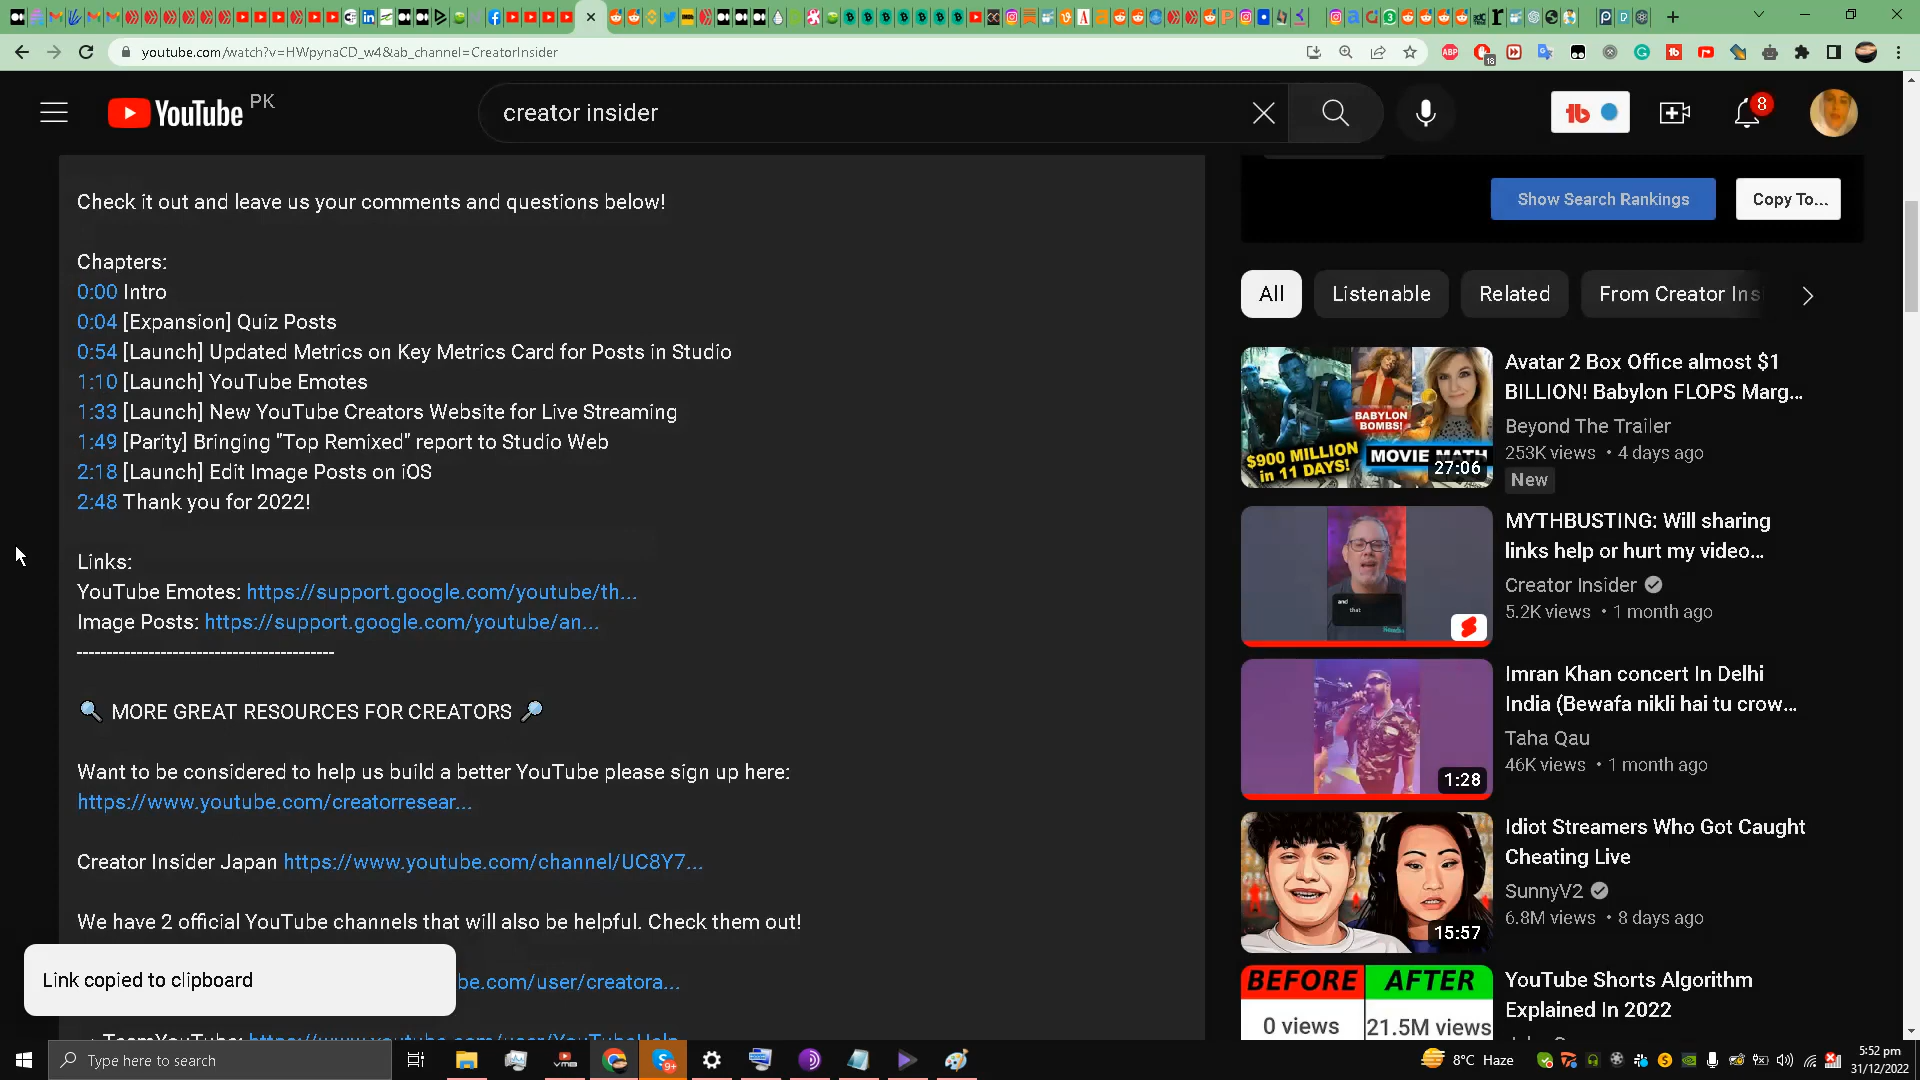 youtube.com/watch?v=HWpynaCD_w4&ab_channel=CreatorInsider
18
YouTube PK
creator insider
8
Check it out and leave us your comments and questions below!
Chapters:
0:00 Intro
0:04 [Expansion] Quiz Posts
0:54 [Launch] Updated Metrics on Key Metrics Card for Posts in Studio
1:10 [Launch] YouTube Emotes
1:33 [Launch] New YouTube Creators Website for Live Streaming
1:49 [Parity] Bringing "Top Remixed" report to Studio Web
2:18 [Launch] Edit Image Posts on iOS
2:48 Thank you for 2022!
Links:
YouTube Emotes: https://support.google.com/youtube/th...
Image Posts: https://support.google.com/youtube/an...
-------------------------------------------
🔍 MORE GREAT RESOURCES FOR CREATORS 🔎
Want to be considered to help us build a better YouTube please sign up here:
https://www.youtube.com/creatorresear...
Creator Insider Japan https://www.youtube.com/channel/UC8Y7...
We have 2 official YouTube channels that will also be helpful. Check them out!
be.com/user/creatora...
TeamYouTube: https://www.youtube.com/user/YouTubeHelp
Link copied to clipboard
Show Search Rankings
Copy To...
All
Listenable
Related
From Creator Ins
BABYLON BOMBS!
$900 MILLION in 11 DAYS!
MOVIE MATH
27:06
Avatar 2 Box Office almost $1
BILLION! Babylon FLOPS Marg...
Beyond The Trailer
253K views • 4 days ago
New
and
that
MYTHBUSTING: Will sharing
links help or hurt my video...
Creator Insider
5.2K views • 1 month ago
1:28
Imran Khan concert In Delhi
India (Bewafa nikli hai tu crow...
Taha Qau
46K views • 1 month ago
15:57
Idiot Streamers Who Got Caught
Cheating Live
SunnyV2
6.8M views • 8 days ago
BEFORE AFTER
0 views 21.5M views
YouTube Shorts Algorithm
Explained In 2022
Type here to search
9+
8°C Haze
5:52 pm
31/12/2022